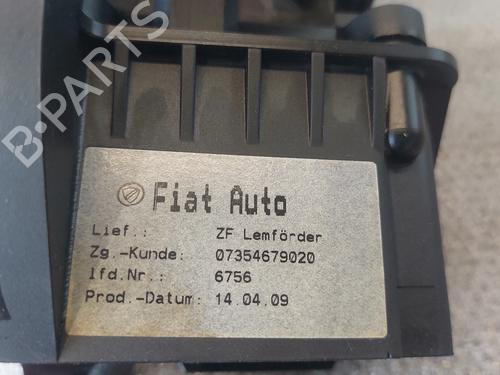 B-PARTS
Fiat Auto
Lief.: ZF Lemförder
Zg.-Kunde: 07354679020
lfd.Nr.: 6756
Prod.-Datum: 14.04.09